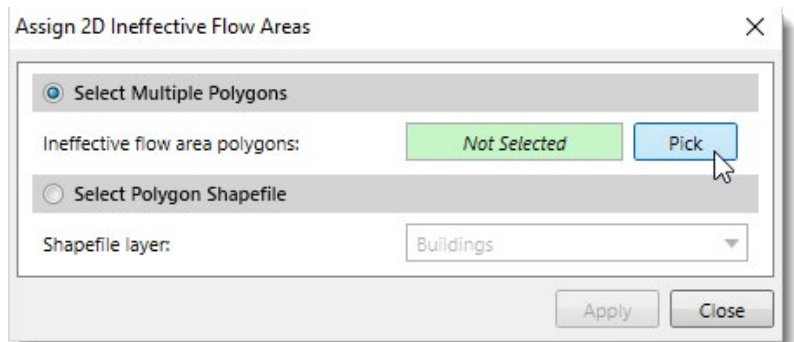 Assign 2D Ineffective Flow Areas
Select Multiple Polygons
Ineffective flow area polygons: Not Selected Pick
Select Polygon Shapefile
Shapefile layer: Buildings
Apply Close